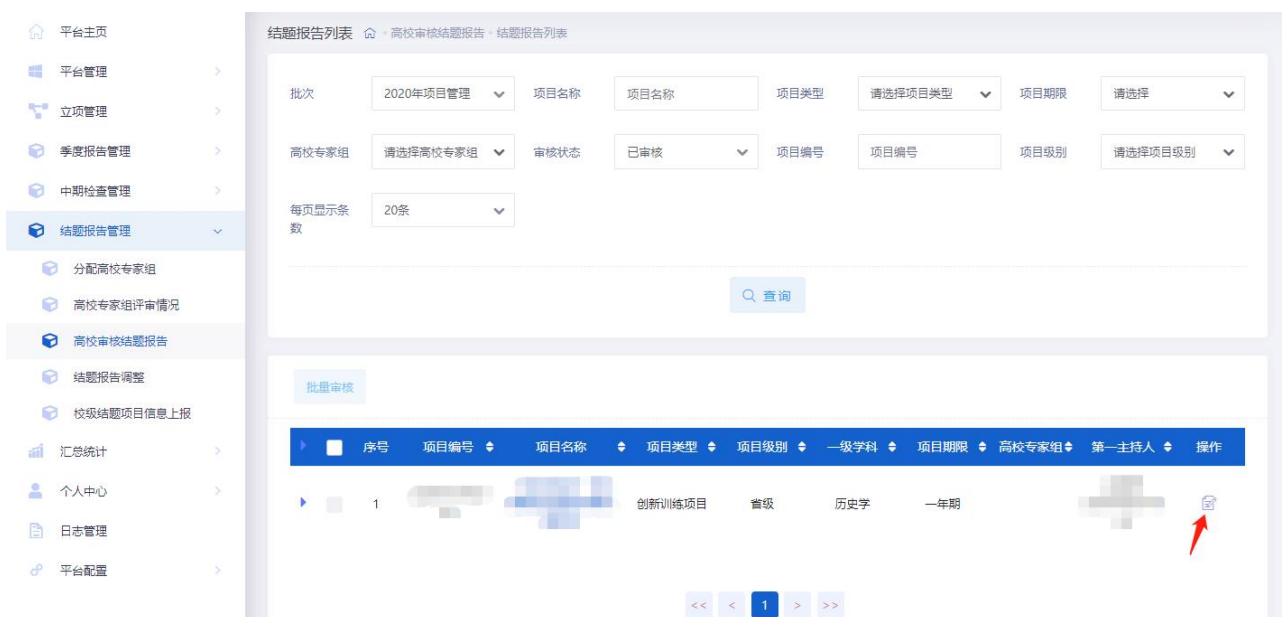 平台主页
平台管理
立项管理
季度报告管理
中期检查管理
结题报告管理
分配高校专家组
高校专家组评审情况
高校审核结题报告
结题报告调整
校级结题项目信息上报
汇总统计
个人中心
日志管理
平台配置
结题报告列表 高校审核结题报告 结题报告列表
批次 2020年项目管理 项目名称 项目名称 项目类型 请选择项目类型 项目期限 请选择
高校专家组 请选择高校专家组 审核状态 已审核 项目编号 项目编号 项目级别 请选择项目级别
每页显示条
数 20条
查询
批量审核
序号 项目编号 项目名称 项目类型 项目级别 一级学科 项目期限 高校专家组 第一主持人 操作
1 创新训练项目 省级 历史学 一年期
<< < 1 > >>